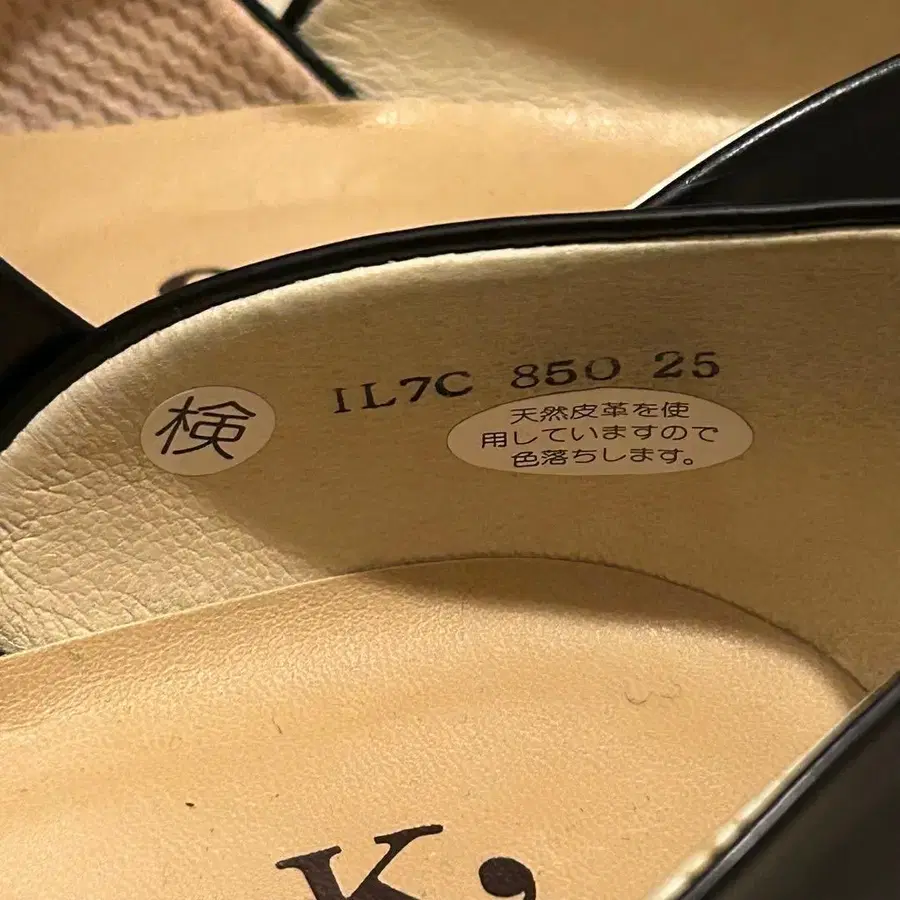 IL7C 850 25
検
天然皮革を使
用していますので
色落ちします。
K,